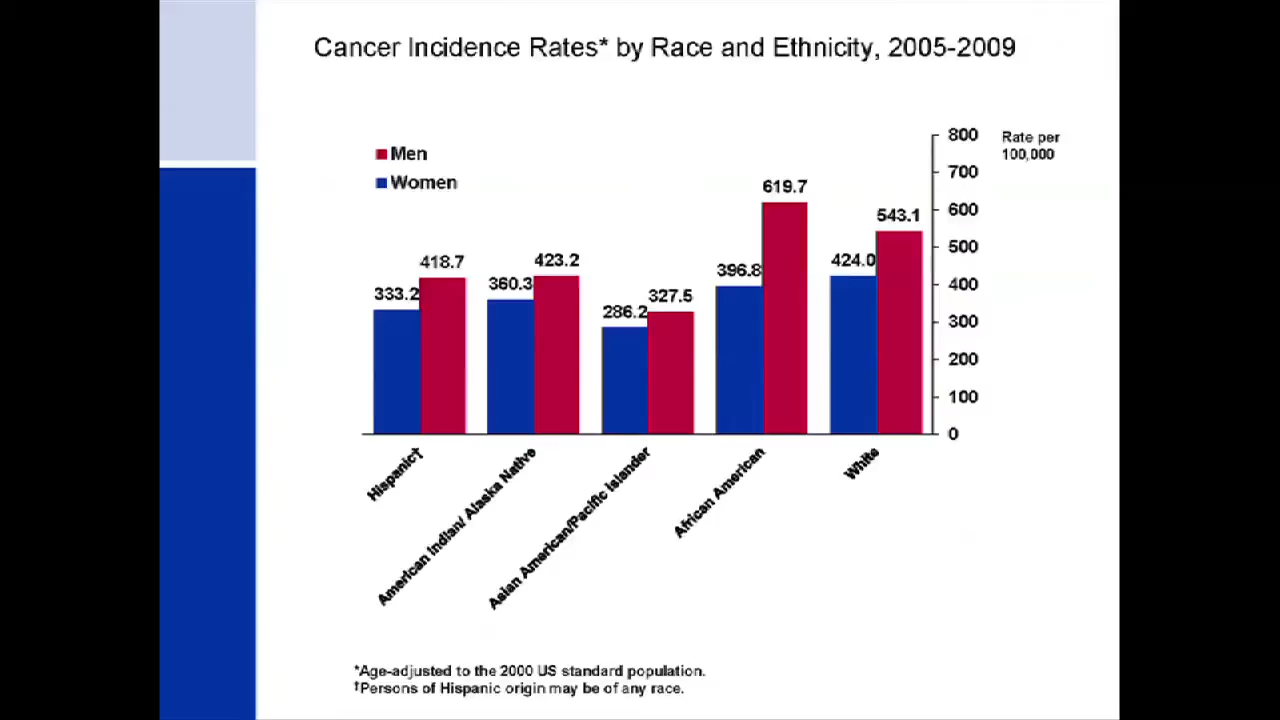 Cancer Incidence Rates* by Race and Ethnicity, 2005-2009
Men
Women
Rate per
100,000
800
700
600
500
400
300
200
100
0
333.2
418.7
360.3
423.2
286.2
327.5
396.8
619.7
424.0
543.1
Hispanic†
American Indian/ Alaska Native
Asian American/Pacific Islander
African American
White
*Age-adjusted to the 2000 US standard population.
†Persons of Hispanic origin may be of any race.